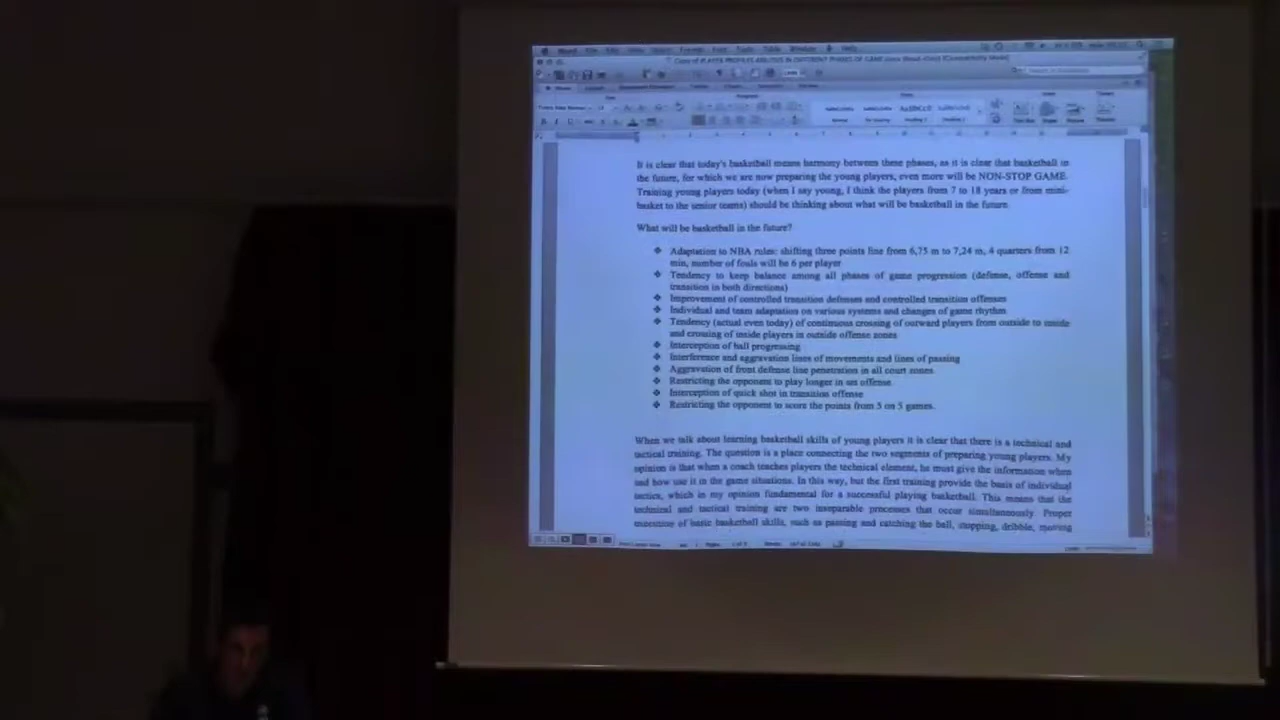 Word File Edit View Insert Format Font Tools Table Window Help
It is clear that today's basketball means harmony between these phases, as it is clear that basketball in
the future, for which we are now preparing the young players, even more will be NON-STOP GAME.
Training young players today (when I say young, I think the players from 7 to 18 years or from mini-
basket to the senior teams) should be thinking about what will be basketball in the future.
What will be basketball in the future?
❖ Adaptation to NBA rules: shifting three points line from 6,75 m to 7,24 m, 4 quarters from 12
min, number of fouls will be 6 per player
❖ Tendency to keep balance among all phases of game progression (defense, offense and
transition in both directions)
❖ Improvement of controlled transition defenses and controlled transition offenses
❖ Individual and team adaptation on various systems and changes of game rhythm
❖ Tendency (actual even today) of continuous crossing of outward players from outside to inside
and crossing of inside players in outside offense zones
❖ Interception of ball progressing
❖ Interference and aggravation lines of movements and lines of passing
❖ Aggravation of front defense line penetration in all court zones
❖ Restricting the opponent to play longer in set offense
❖ Interception of quick shot in transition offense
❖ Restricting the opponent to score the points from 5 on 5 games.
When we talk about learning basketball skills of young players it is clear that there is a technical and
tactical training. The question is a place connecting the two segments of preparing young players. My
opinion is that when a coach teaches players the technical element, he must give the information when
and how use it in the game situations. In this way, but the first training provide the basis of individual
tactics, which in my opinion fundamental for a successful playing basketball. This means that the
technical and tactical training are two inseparable processes that occur simultaneously. Proper
execution of basic basketball skills, such as passing and catching the ball, stopping, dribble, moving